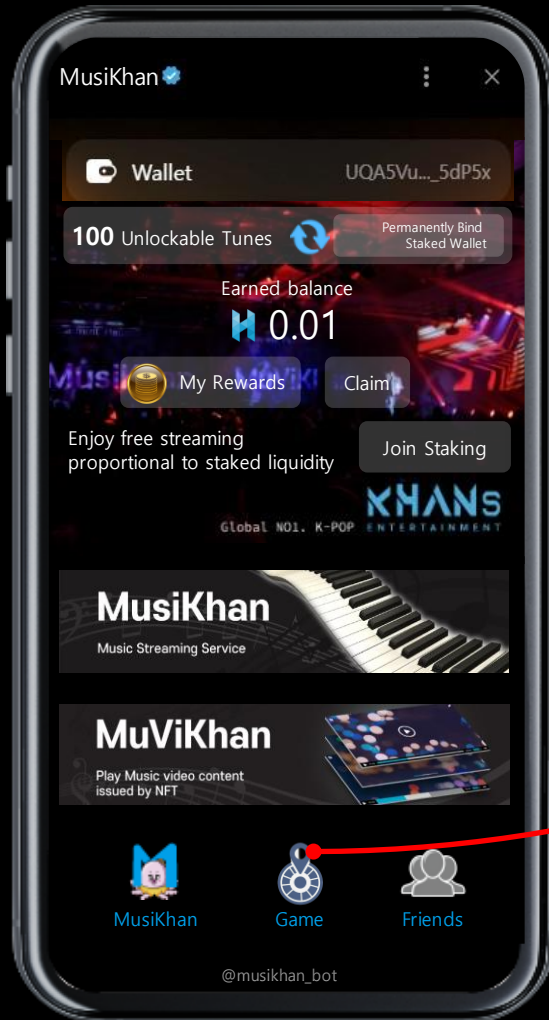 MusiKhan
Wallet UQA5Vu..._5dP5x
100 Unlockable Tunes
Permanently Bind
Staked Wallet
Earned balance
0.01
My Rewards
Claim
Enjoy free streaming
proportional to staked liquidity
Join Staking
KHANs
Global NO1. K-POP ENTERTAINMENT
MusiKhan
Music Streaming Service
MuViKhan
Play Music video content
issued by NFT
MusiKhan
Game
Friends
@musikhan_bot